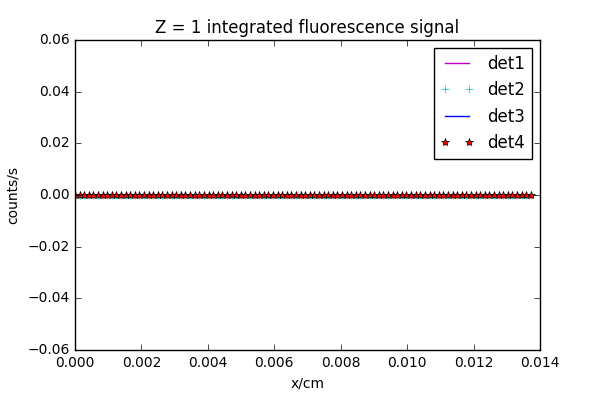 Z = 1 integrated fluorescence signal
0.06
0.04
0.02
0.00
−0.02
−0.04
−0.06
counts/s
det1
det2
det3
det4
0.000 0.002 0.004 0.006 0.008 0.010 0.012 0.014
x/cm